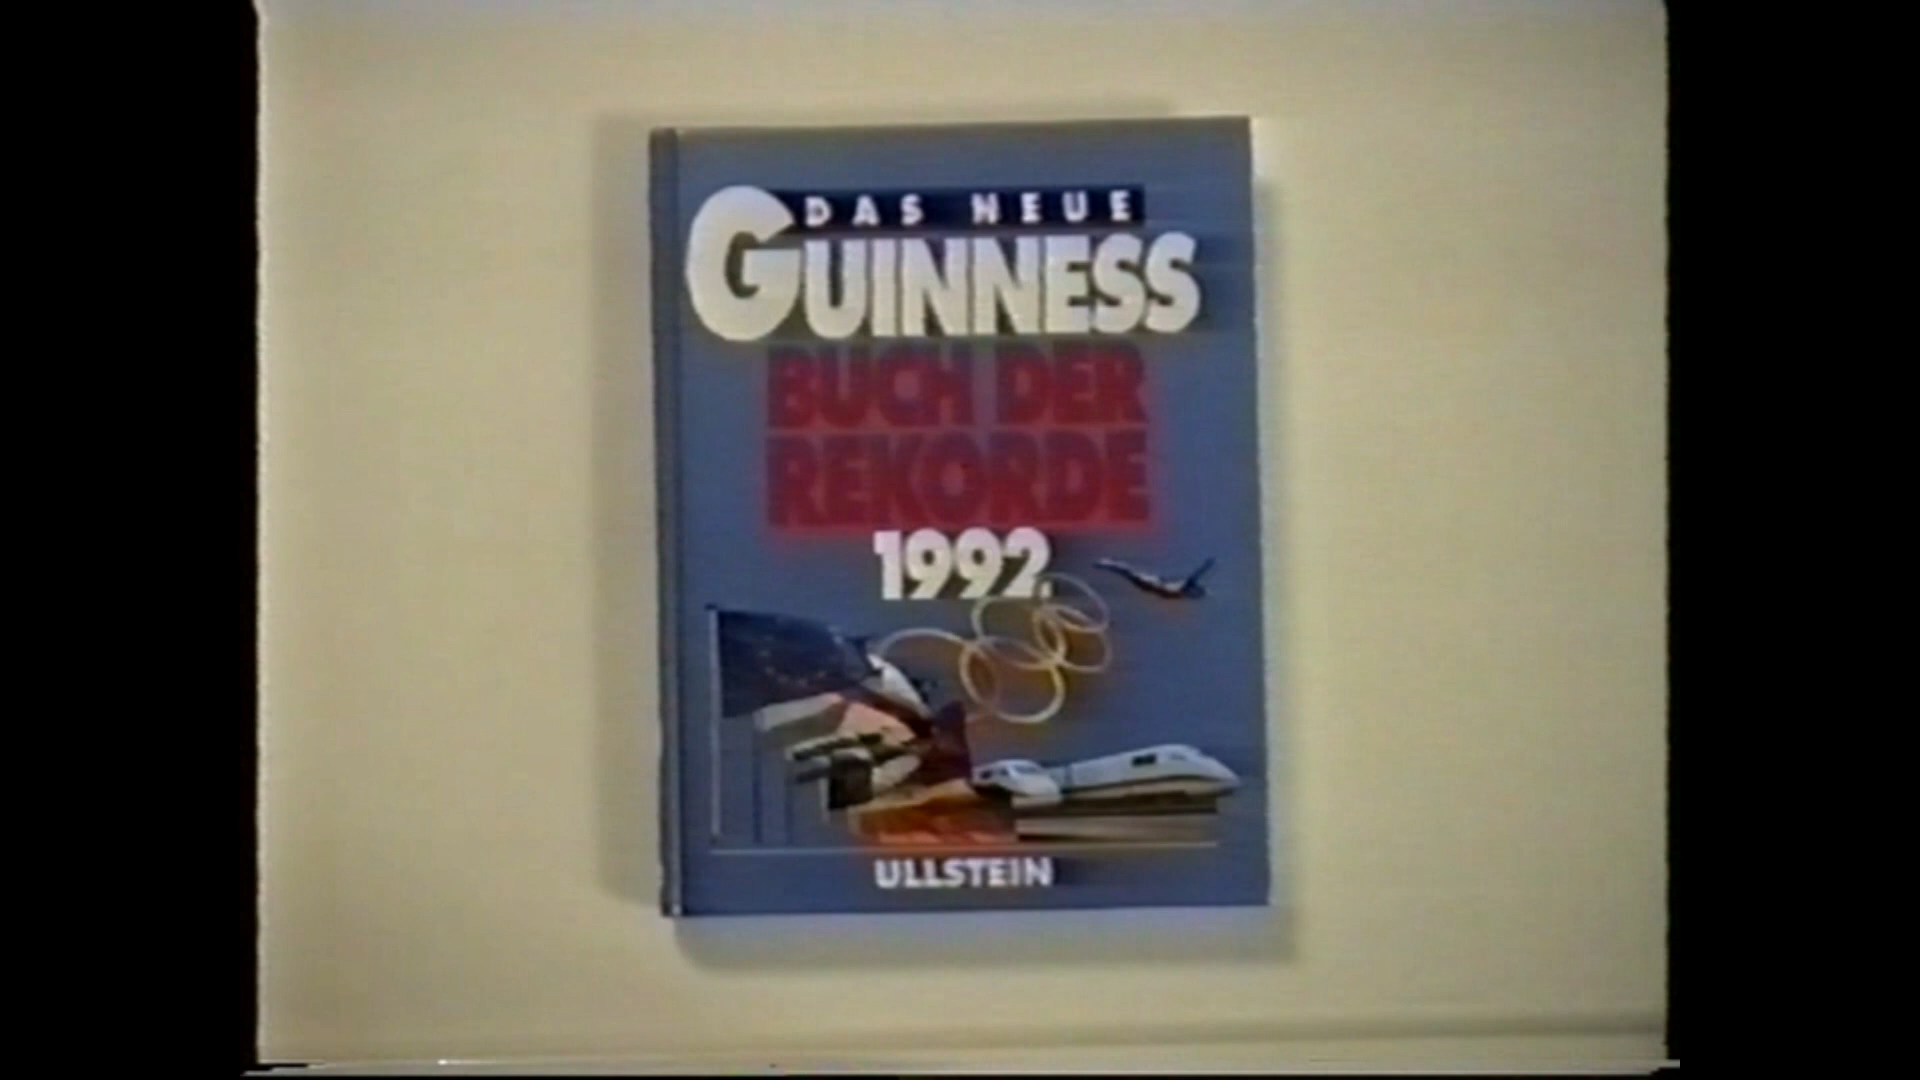 DAS NEUE
GUINNESS
BUCH DER
REKORDE
1992
ULLSTEIN